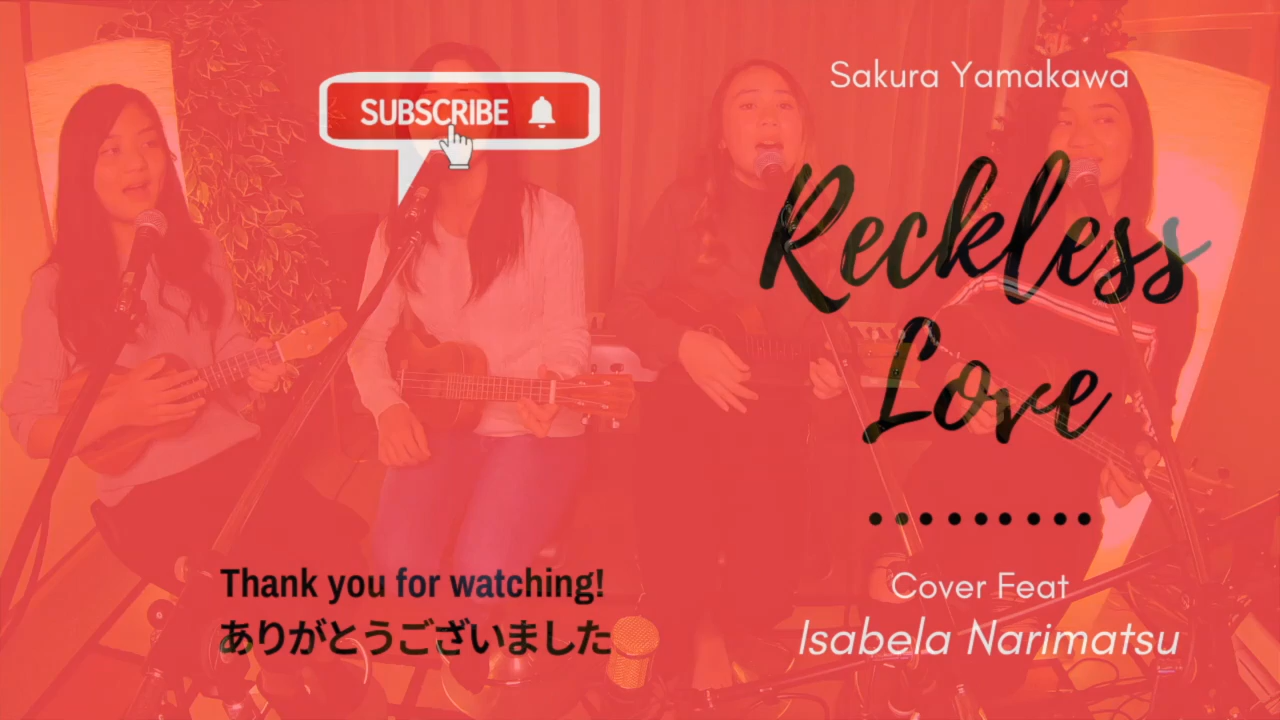 SUBSCRIBE
Sakura Yamakawa
Reckless
Love
Cover Feat
Isabela Narimatsu
Thank you for watching!
ありがとうございました